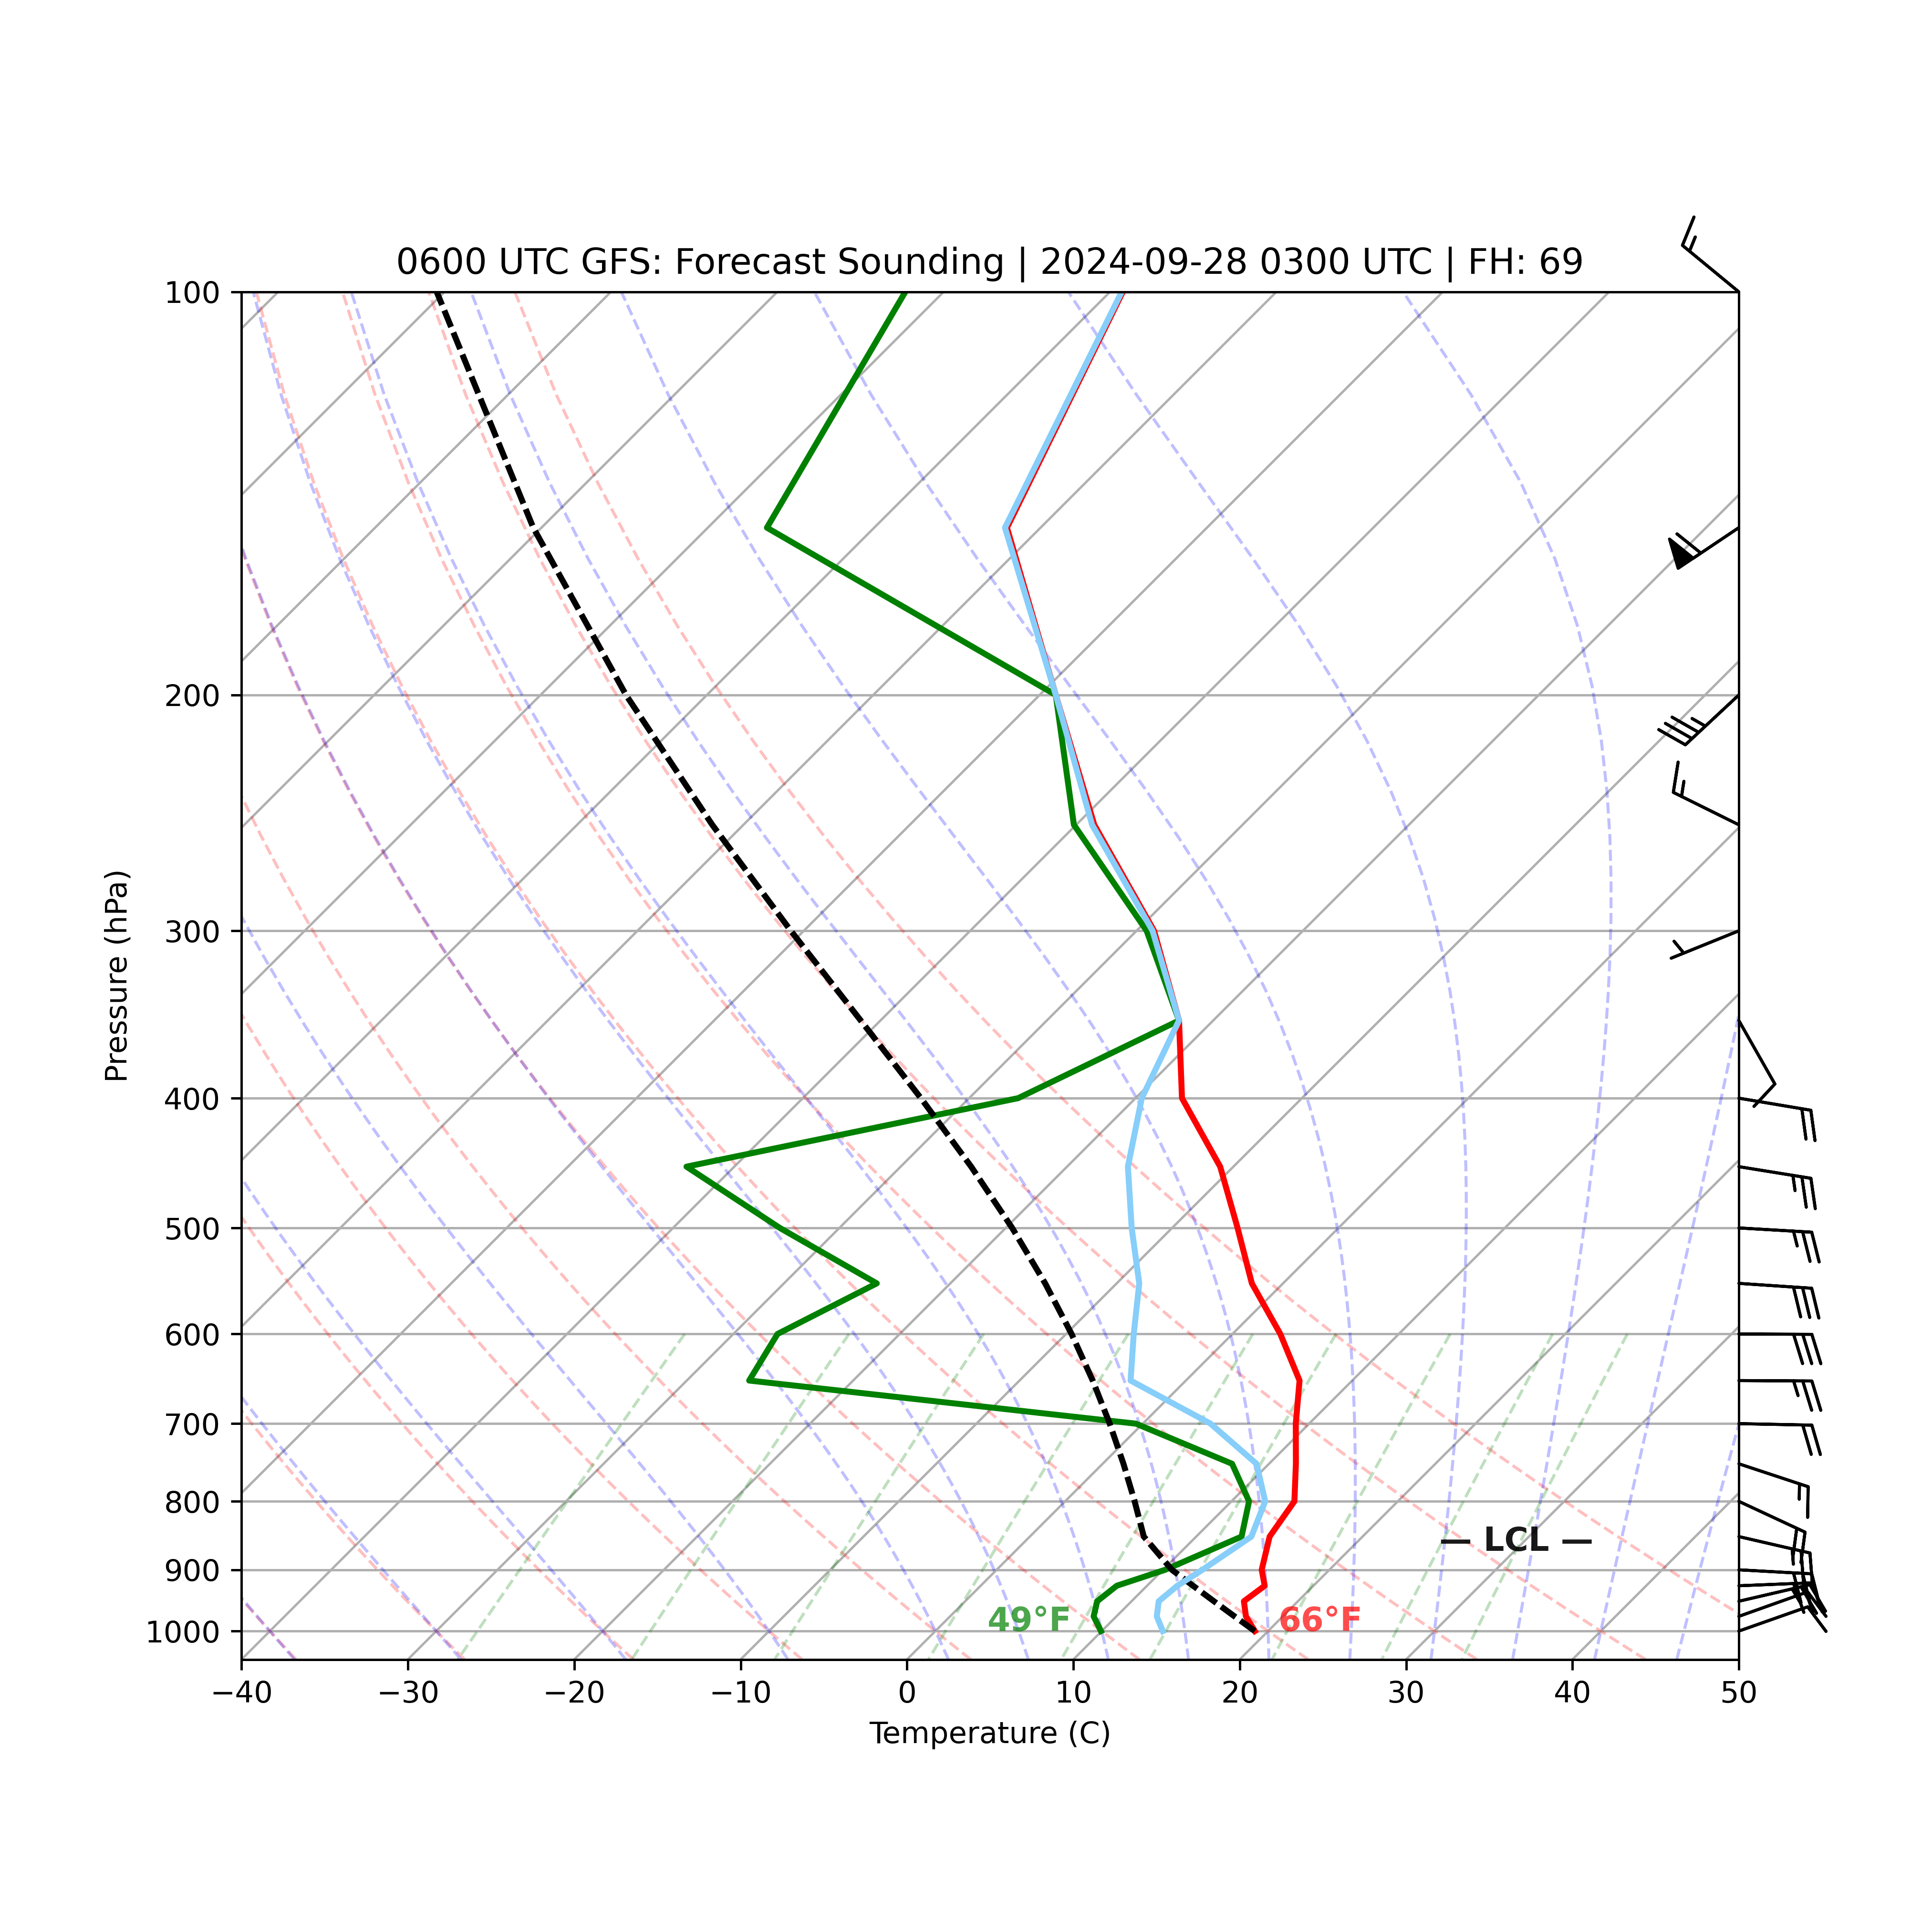 0600 UTC GFS: Forecast Sounding | 2024-09-28 0300 UTC | FH: 69
100
200
300
400
500
600
700
800
900
1000
Pressure (hPa)
— LCL —
49°F
66°F
−40 −30 −20 −10 0 10 20 30 40 50
Temperature (C)